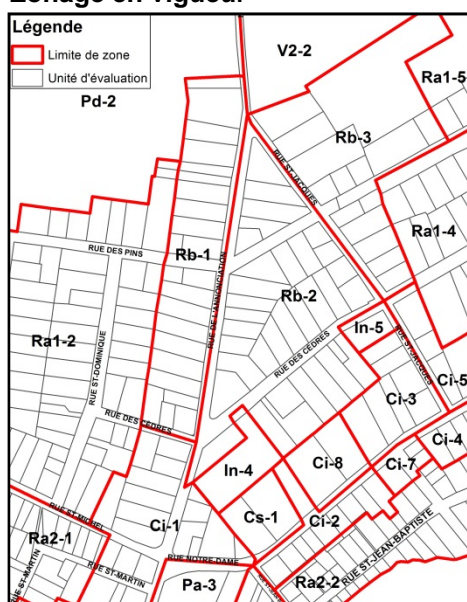 Zonage en vigueur
Légende
Limite de zone
Unité d'évaluation
V2-2
Ra1-5
Pd-2
Rb-3
RUE ST-JACQUES
Ra1-4
RUE DES PINS
Rb-1
RUE DE L'ANNONCIATION
Rb-2
In-5
RUE ST-JACQUES
Ra1-2
RUE ST-DOMINIQUE
RUE DES CÈDRES
Ci-5
Ci-3
RUE DES CÈDRES
Ci-4
In-4
Ci-8
Ci-7
RUE ST-MICHEL
Ci-1
Cs-1
Ci-2
Ra2-1
RUE ST-JEAN-BAPTISTE
RUE NOTRE-DAME
RUE ST-MARTIN
RUE ST-MARTIN
Pa-3
Ra2-2